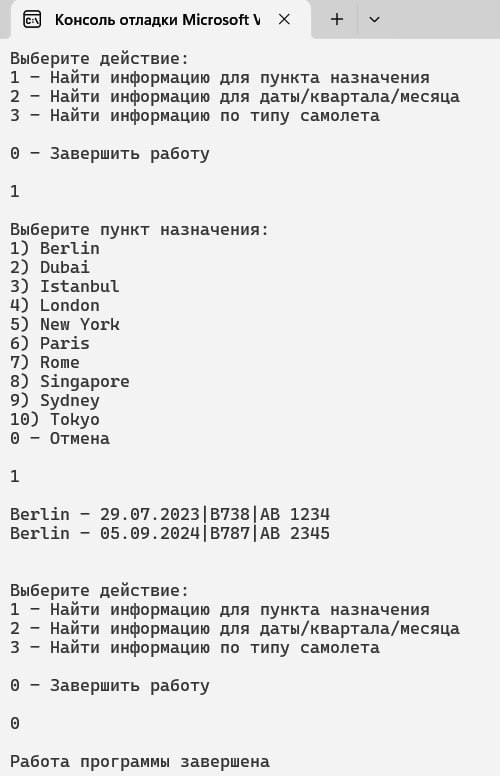 Консоль отладки Microsoft V
Выберите действие:
1 – Найти информацию для пункта назначения
2 – Найти информацию для даты/квартала/месяца
3 – Найти информацию по типу самолета
0 – Завершить работу
1
Выберите пункт назначения:
1) Berlin
2) Dubai
3) Istanbul
4) London
5) New York
6) Paris
7) Rome
8) Singapore
9) Sydney
10) Tokyo
0 – Отмена
1
Berlin – 29.07.2023|B738|AB 1234
Berlin – 05.09.2024|B787|AB 2345
Выберите действие:
1 – Найти информацию для пункта назначения
2 – Найти информацию для даты/квартала/месяца
3 – Найти информацию по типу самолета
0 – Завершить работу
0
Работа программы завершена